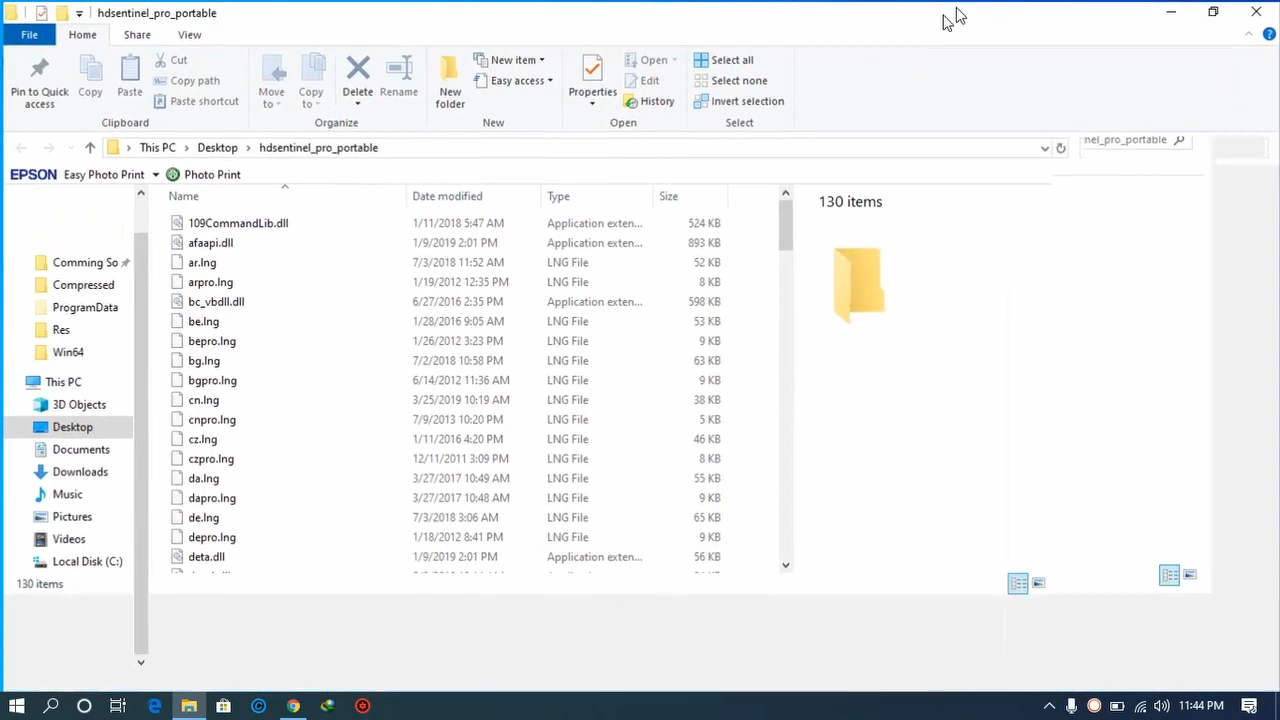 hdsentinel_pro_portable
File Home Share View
Pin to Quick access
Copy
Paste
Cut
Copy path
Paste shortcut
Clipboard
Move to
Copy to
Delete
Rename
Organize
New folder
New item
Easy access
New
Properties
Open
Edit
History
Open
Select all
Select none
Invert selection
Select
This PC > Desktop > hdsentinel_pro_portable
nel_pro_portable
EPSON Easy Photo Print Photo Print
Comming So
Compressed
ProgramData
Res
Win64
This PC
3D Objects
Desktop
Documents
Downloads
Music
Pictures
Videos
Local Disk (C:)
130 items
Name Date modified Type Size
109CommandLib.dll 1/11/2018 5:47 AM Application exten... 524 KB
afaapi.dll 1/9/2019 2:01 PM Application exten... 893 KB
ar.lng 7/3/2018 11:52 AM LNG File 52 KB
arpro.lng 1/19/2012 12:35 PM LNG File 8 KB
bc_vbdll.dll 6/27/2016 2:35 PM Application exten... 598 KB
be.lng 1/28/2016 9:05 AM LNG File 53 KB
bepro.lng 1/26/2012 3:23 PM LNG File 9 KB
bg.lng 7/2/2018 10:58 PM LNG File 63 KB
bgpro.lng 6/14/2012 11:36 AM LNG File 9 KB
cn.lng 3/25/2019 10:19 AM LNG File 38 KB
cnpro.lng 7/9/2013 10:20 PM LNG File 5 KB
cz.lng 1/11/2016 4:20 PM LNG File 46 KB
czpro.lng 12/11/2011 3:09 PM LNG File 8 KB
da.lng 3/27/2017 10:49 AM LNG File 55 KB
dapro.lng 3/27/2017 10:48 AM LNG File 9 KB
de.lng 7/3/2018 3:06 AM LNG File 65 KB
depro.lng 1/18/2012 8:41 PM LNG File 9 KB
deta.dll 1/9/2019 2:01 PM Application exten... 56 KB
130 items
11:44 PM